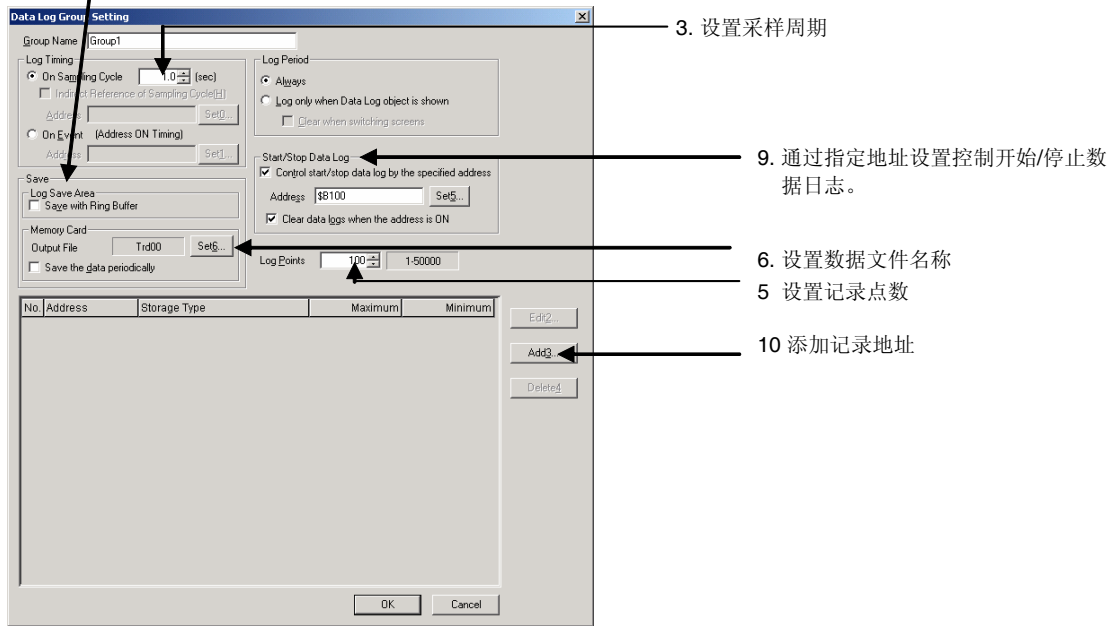 Data Log Group Setting
Group Name Group1
3. 设置采样周期
Log Timing
On Sampling Cycle 1.0 (sec)
Indirect Reference of Sampling Cycle(H)
Address Set0...
On Event (Address ON Timing)
Address Set1...
Log Period
Always
Log only when Data Log object is shown
Clear when switching screens
Start/Stop Data Log
Control start/stop data log by the specified address
Address $B100 Set5...
Clear data logs when the address is ON
9. 通过指定地址设置控制开始/停止数
据日志。
Save
Log Save Area
Save with Ring Buffer
Memory Card
Output File Trd00 Set6...
Save the data periodically
Log Points 100 1-50000
6. 设置数据文件名称
5 设置记录点数
No. Address Storage Type Maximum Minimum
Edit2...
Add3...
10 添加记录地址
Delete4
OK Cancel